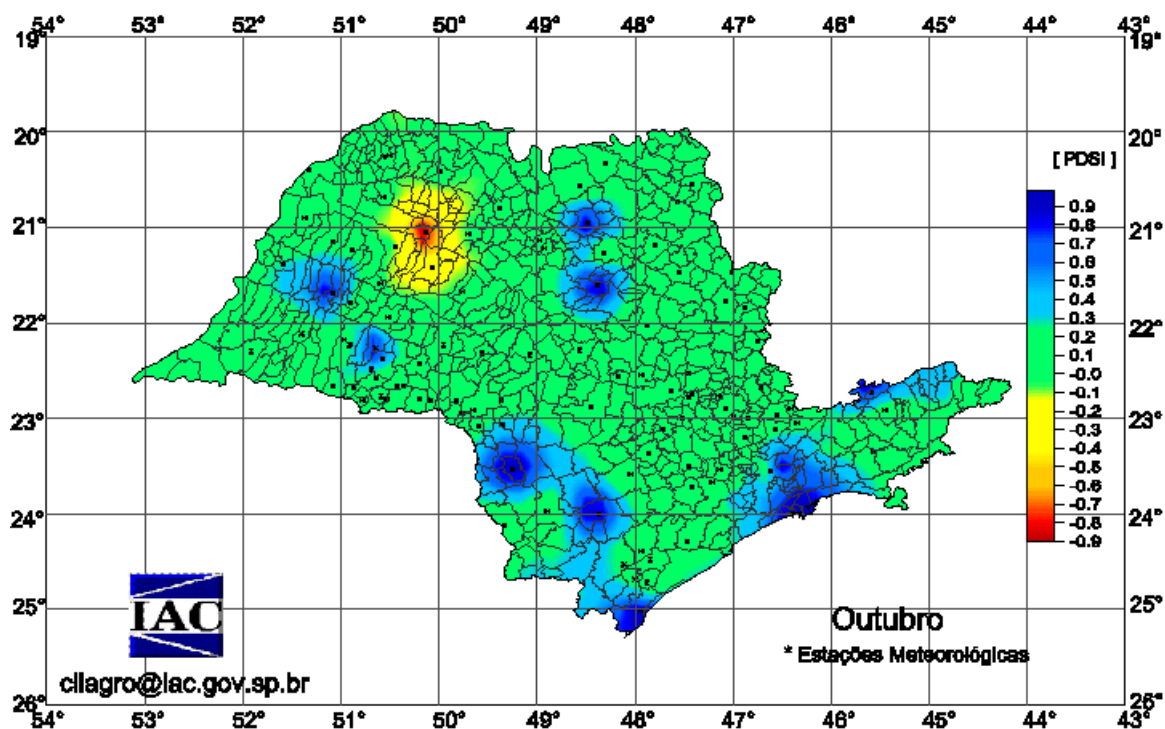 54° 53° 52° 51° 50° 49° 48° 47° 46° 45° 44° 43°
19° 19°
20° 20°
[ PDSI ]
0.9
0.8
21° 0.7 21°
0.6
0.5
0.4
0.3
22° 0.2 22°
0.1
-0.0
-0.1
23° -0.2 23°
-0.3
-0.4
-0.5
-0.6
-0.7
24° -0.8 24°
-0.9
25° 25°
IAC
Outubro
* Estações Meteorológicas
cilagro@iac.gov.sp.br
26° 26°
54° 53° 52° 51° 50° 49° 48° 47° 46° 45° 44° 43°